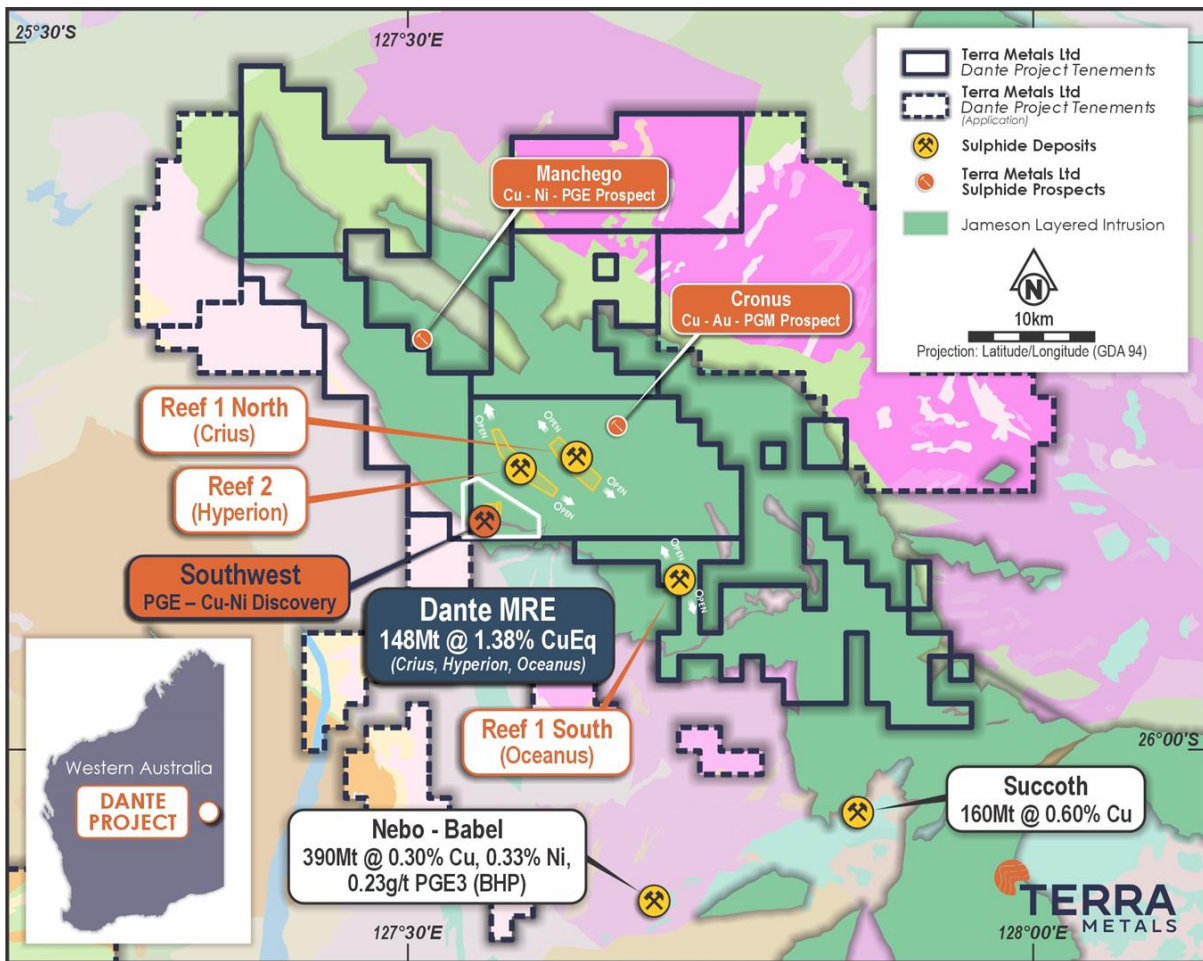 25°30'S
127°30'E
Terra Metals Ltd
Dante Project Tenements
Terra Metals Ltd
Dante Project Tenements
(Application)
Sulphide Deposits
Terra Metals Ltd
Sulphide Prospects
Jameson Layered Intrusion
N
10km
Projection: Latitude/Longitude (GDA 94)
Manchego
Cu - Ni - PGE Prospect
Cronus
Cu - Au - PGM Prospect
Reef 1 North
(Crius)
OPEN
OPEN
OPEN
OPEN
Reef 2
(Hyperion)
Southwest
PGE – Cu-Ni Discovery
OPEN
OPEN
Dante MRE
148Mt @ 1.38% CuEq
(Crius, Hyperion, Oceanus)
Reef 1 South
(Oceanus)
26°00'S
Western Australia
DANTE
PROJECT
Succoth
160Mt @ 0.60% Cu
Nebo - Babel
390Mt @ 0.30% Cu, 0.33% Ni,
0.23g/t PGE3 (BHP)
TERRA
METALS
127°30'E
128°00'E